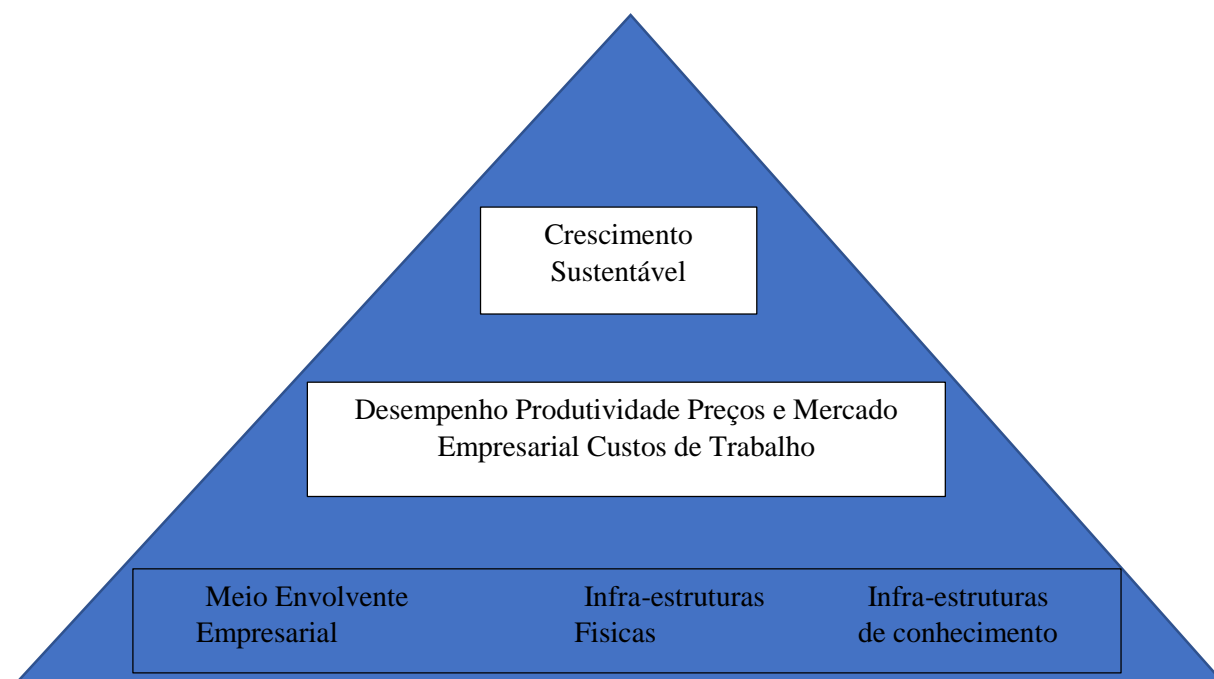 Crescimento
Sustentável
Desempenho Produtividade Preços e Mercado
Empresarial Custos de Trabalho
Meio Envolvente Infra-estruturas Infra-estruturas
Empresarial Fisicas de conhecimento